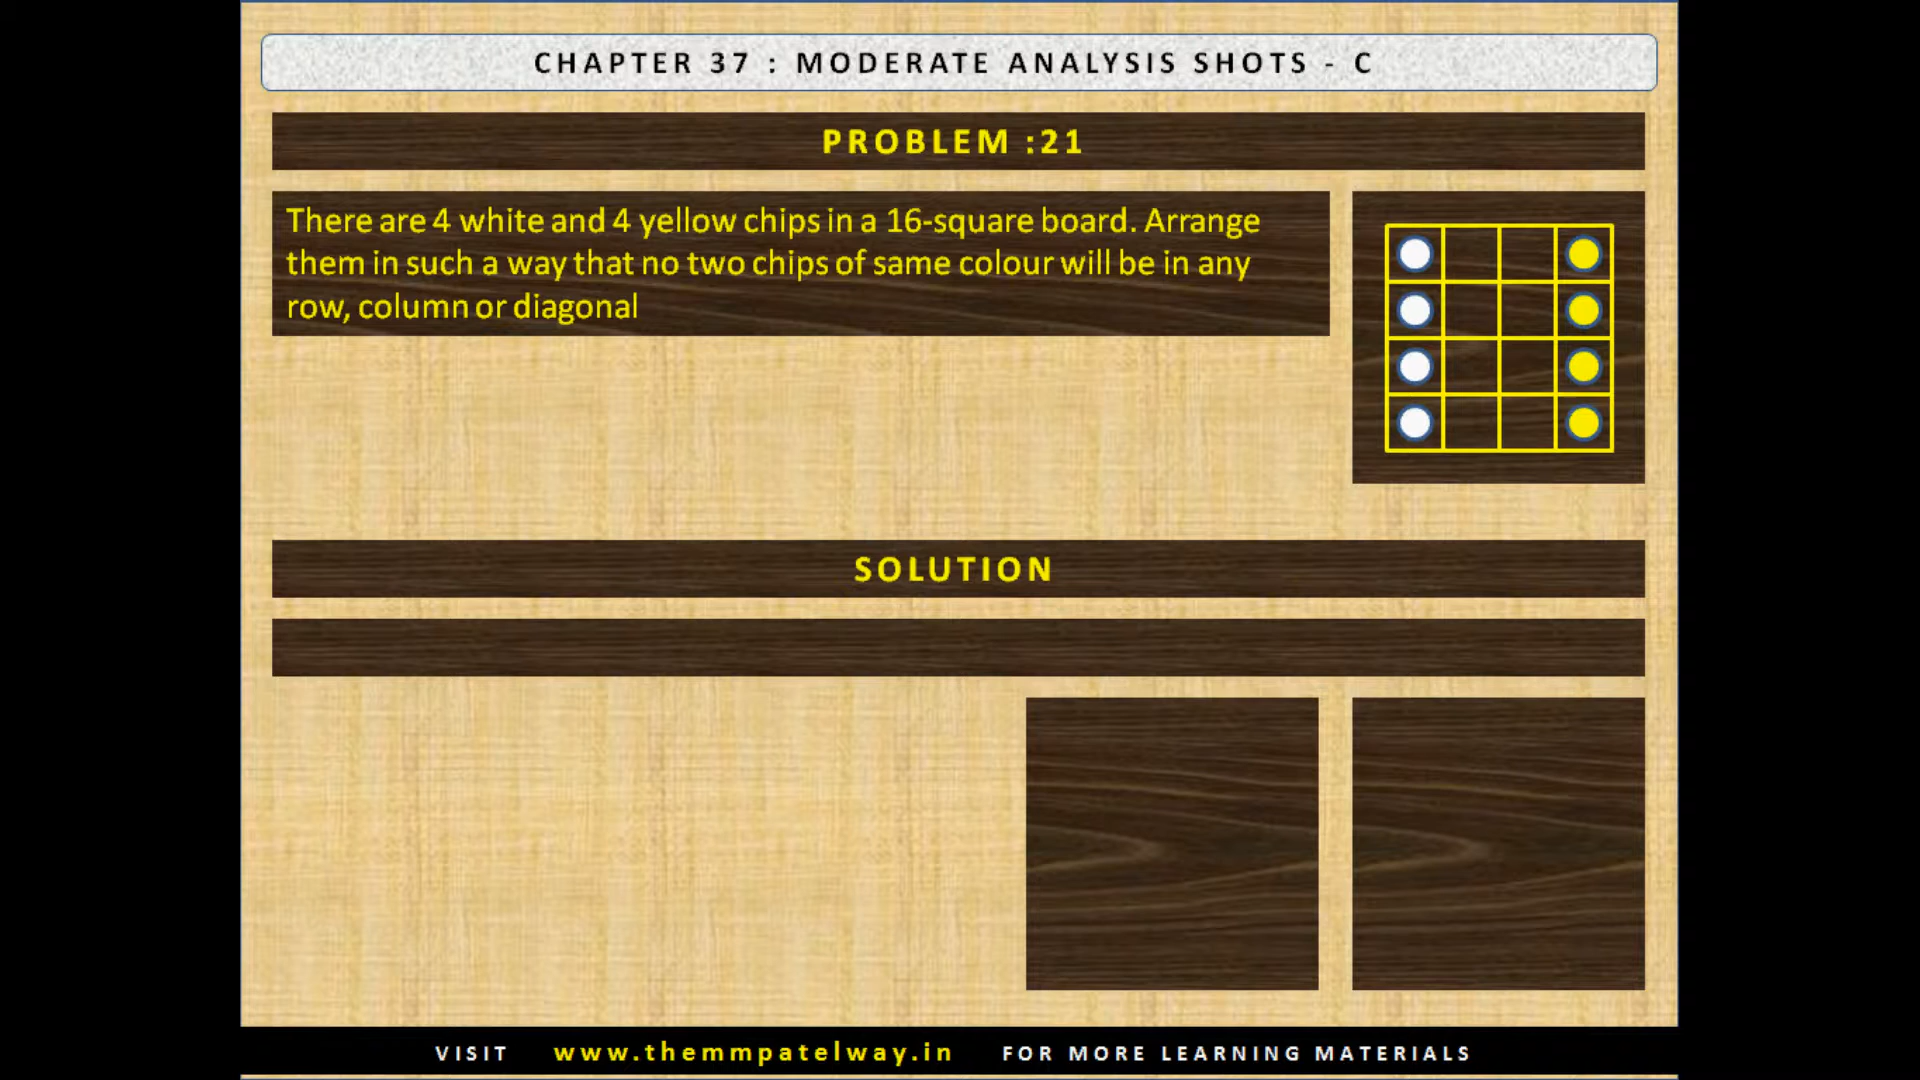 CHAPTER 37 : MODERATE ANALYSIS SHOTS - C
PROBLEM :21
There are 4 white and 4 yellow chips in a 16-square board. Arrange
them in such a way that no two chips of same colour will be in any
row, column or diagonal
SOLUTION
VISIT www.themmpatelway.in FOR MORE LEARNING MATERIALS